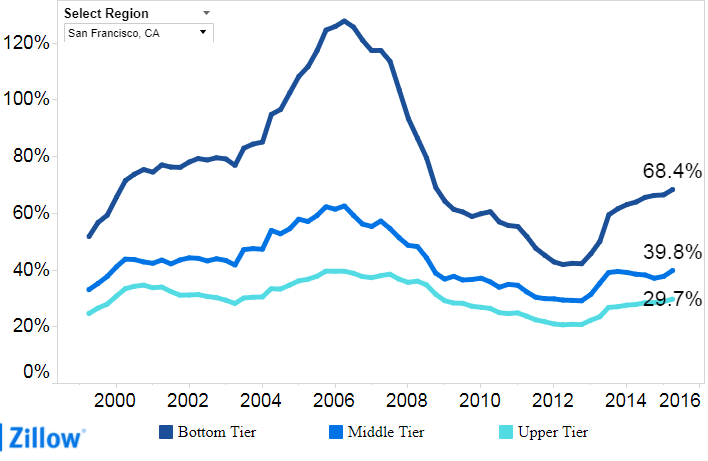 Select Region
San Francisco, CA
120%
100%
80%
60%
40%
20%
0%
68.4%
39.8%
29.7%
2000 2002 2004 2006 2008 2010 2012 2014 2016
Zillow®
Bottom Tier Middle Tier Upper Tier